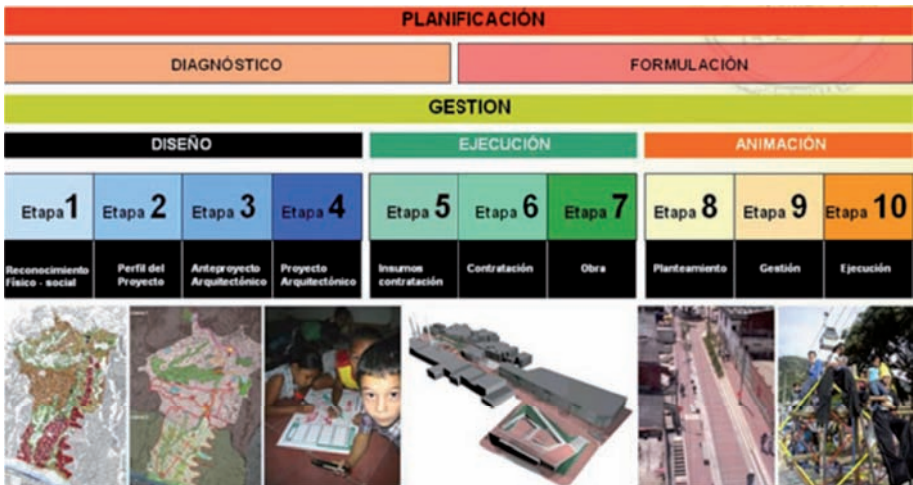 PLANIFICACIÓN
DIAGNÓSTICO
FORMULACIÓN
GESTION
DISEÑO
EJECUCIÓN
ANIMACIÓN
Etapa 1
Etapa 2
Etapa 3
Etapa 4
Etapa 5
Etapa 6
Etapa 7
Etapa 8
Etapa 9
Etapa 10
Reconocimiento
Físico - social
Perfil del
Proyecto
Anteproyecto
Arquitectónico
Proyecto
Arquitectónico
Insumos
contratación
Contratación
Obra
Planteamiento
Gestión
Ejecución